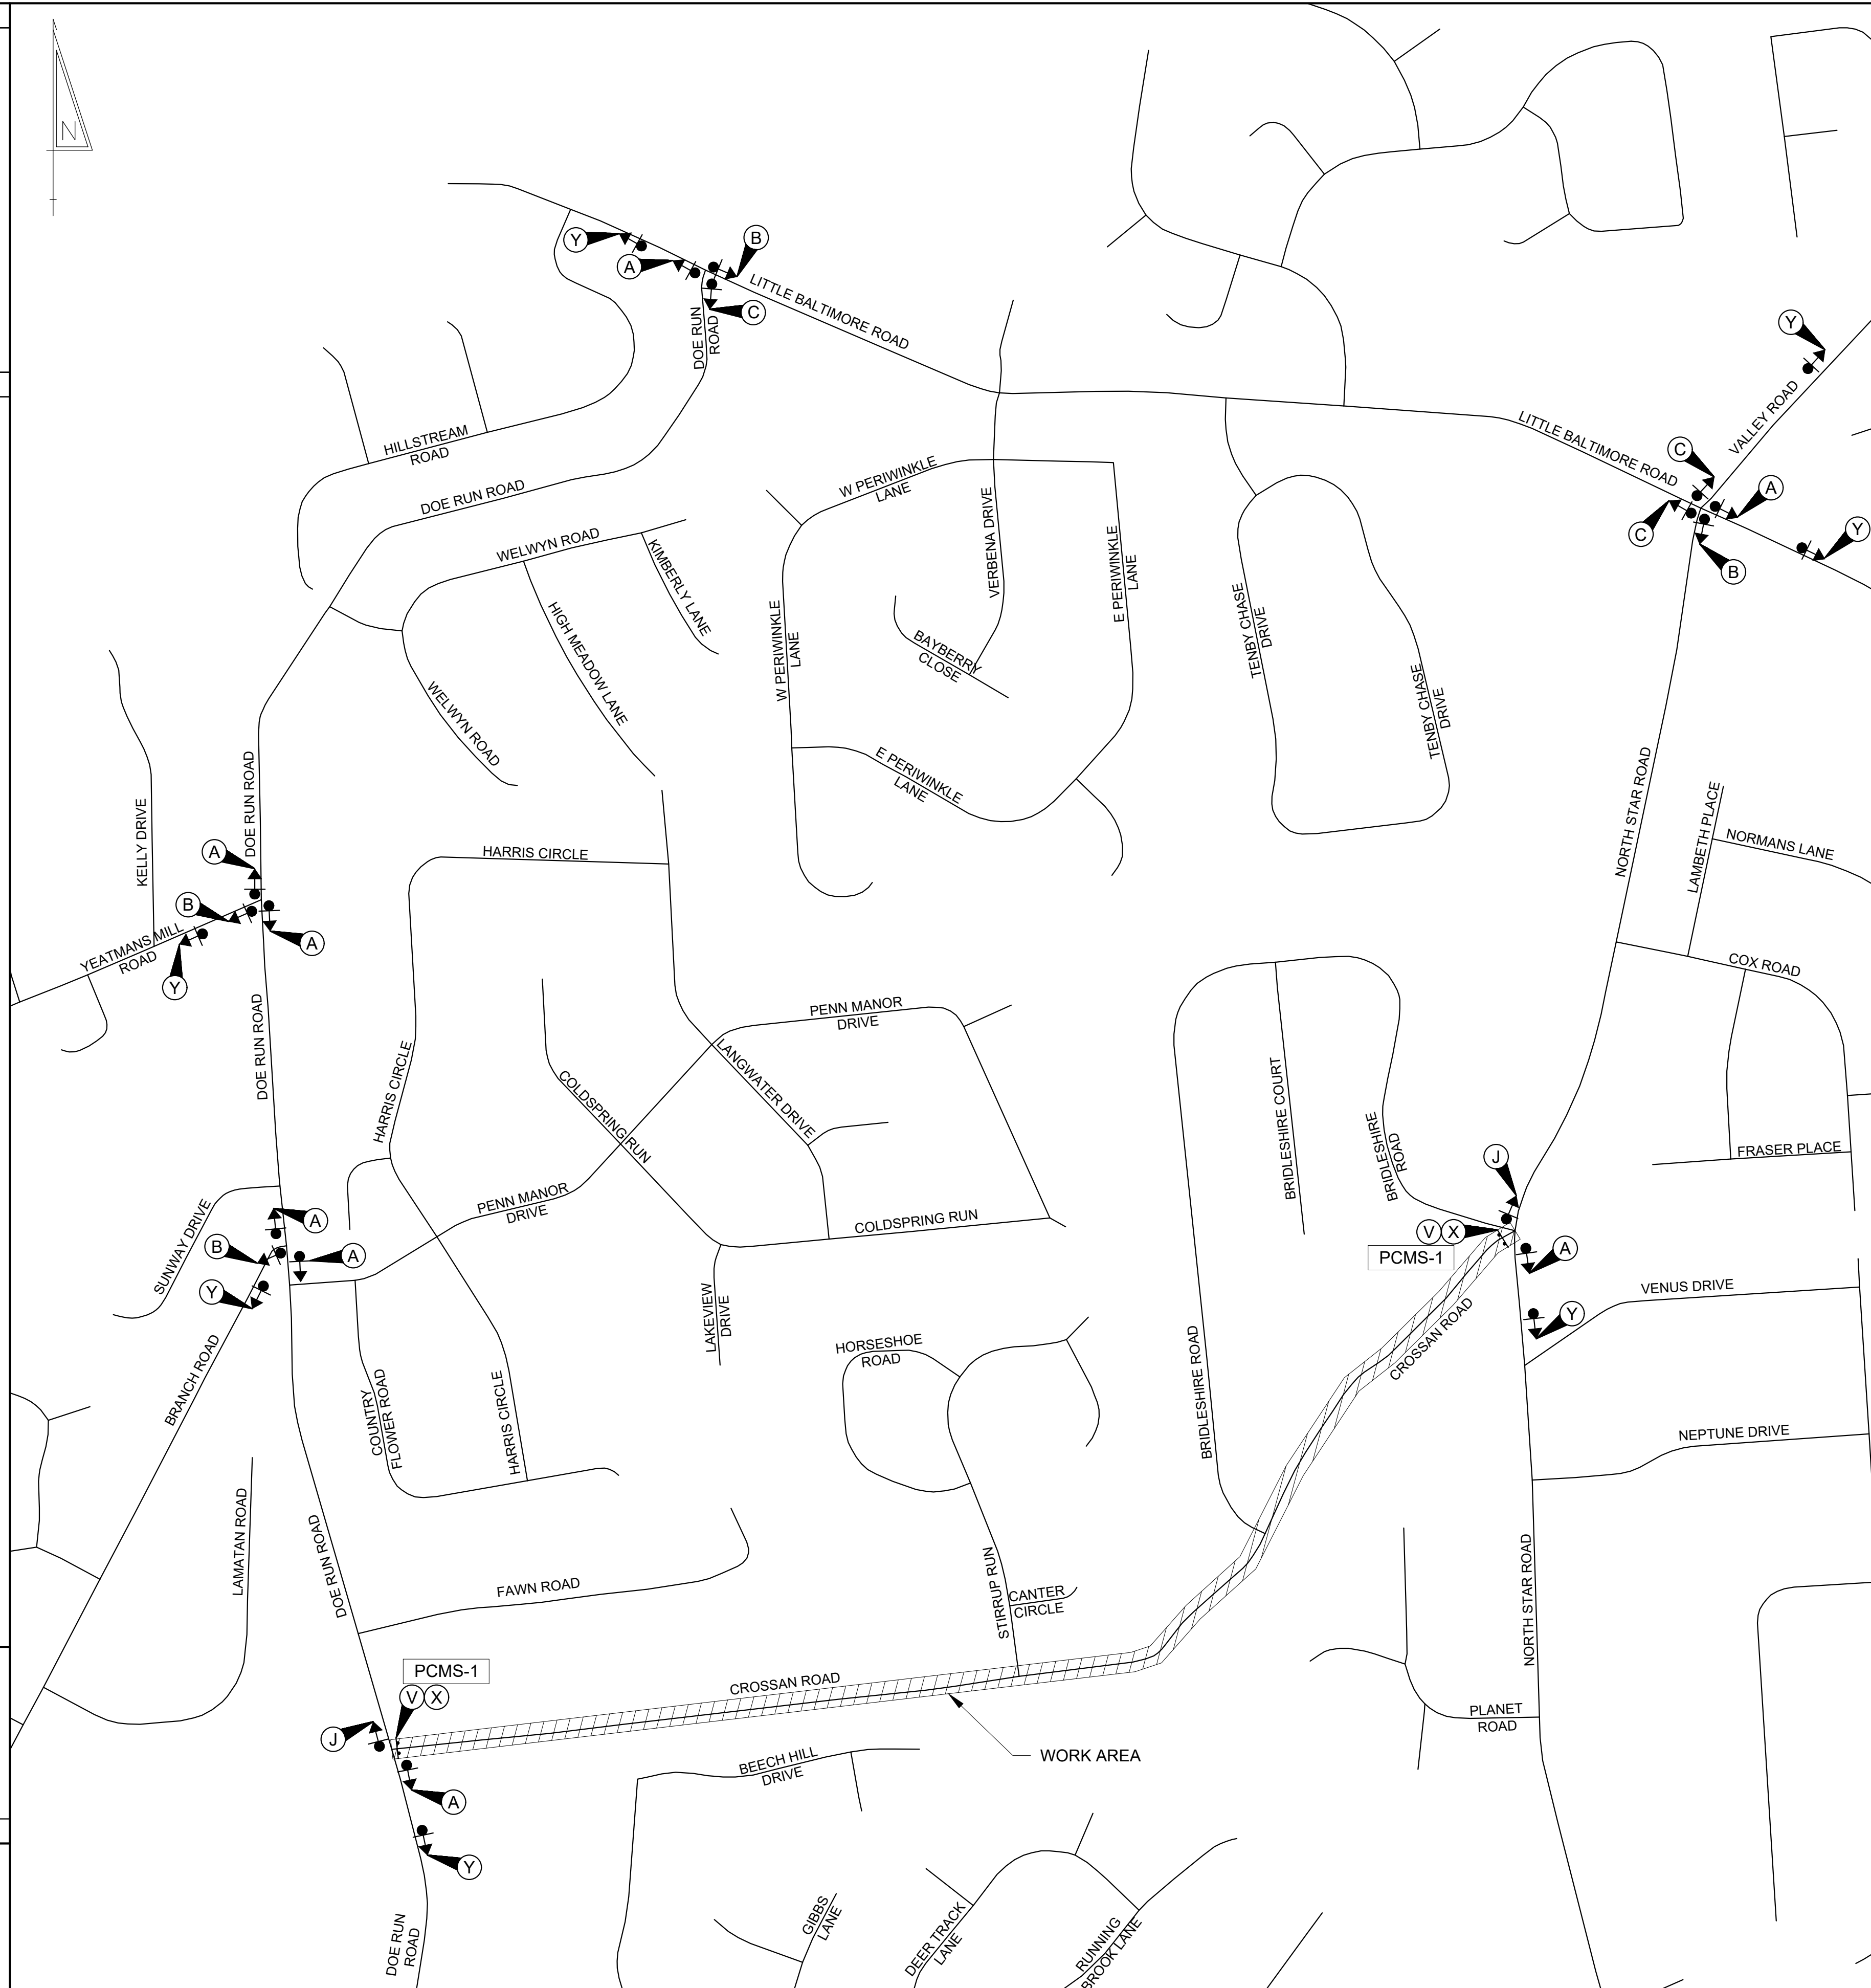 N
Y
B
A
LITTLE BALTIMORE ROAD
C
DOE RUN
ROAD
Y
VALLEY ROAD
LITTLE BALTIMORE ROAD
C
A
Y
C
B
HILLSTREAM
ROAD
DOE RUN ROAD
W PERIWINKLE
LANE
WELWYN ROAD
KIMBERLY LANE
VERBENA DRIVE
E PERIWINKLE
LANE
HIGH MEADOW LANE
W PERIWINKLE
LANE
BAYBERRY
CLOSE
TENBY CHASE
DRIVE
WELWYN ROAD
TENBY CHASE
DRIVE
E PERIWINKLE
LANE
KELLY DRIVE
DOE RUN ROAD
NORTH STAR ROAD
LAMBETH PLACE
NORMANS LANE
A
HARRIS CIRCLE
B
A
YEATMANS MILL
ROAD
Y
COX ROAD
DOE RUN ROAD
PENN MANOR
DRIVE
HARRIS CIRCLE
COLDSPRING RUN
LANGWATER DRIVE
BRIDLESHIRE COURT
BRIDLESHIRE
ROAD
FRASER PLACE
J
SUNWAY DRIVE
PENN MANOR
DRIVE
COLDSPRING RUN
A
B
A
Y
V
X
PCMS-1
A
VENUS DRIVE
Y
LAKEVIEW
DRIVE
HORSESHOE
ROAD
CROSSAN ROAD
BRANCH ROAD
COUNTRY
FLOWER ROAD
HARRIS CIRCLE
BRIDLESHIRE ROAD
NEPTUNE DRIVE
LAMATAN ROAD
DOE RUN ROAD
FAWN ROAD
STIRRUP RUN
CANTER
CIRCLE
NORTH STAR ROAD
PCMS-1
V
X
CROSSAN ROAD
PLANET
ROAD
J
WORK AREA
BEECH HILL
DRIVE
A
Y
DOE RUN
ROAD
GIBBS
LANE
DEER TRACK
LANE
RUNNING
BROOK LANE